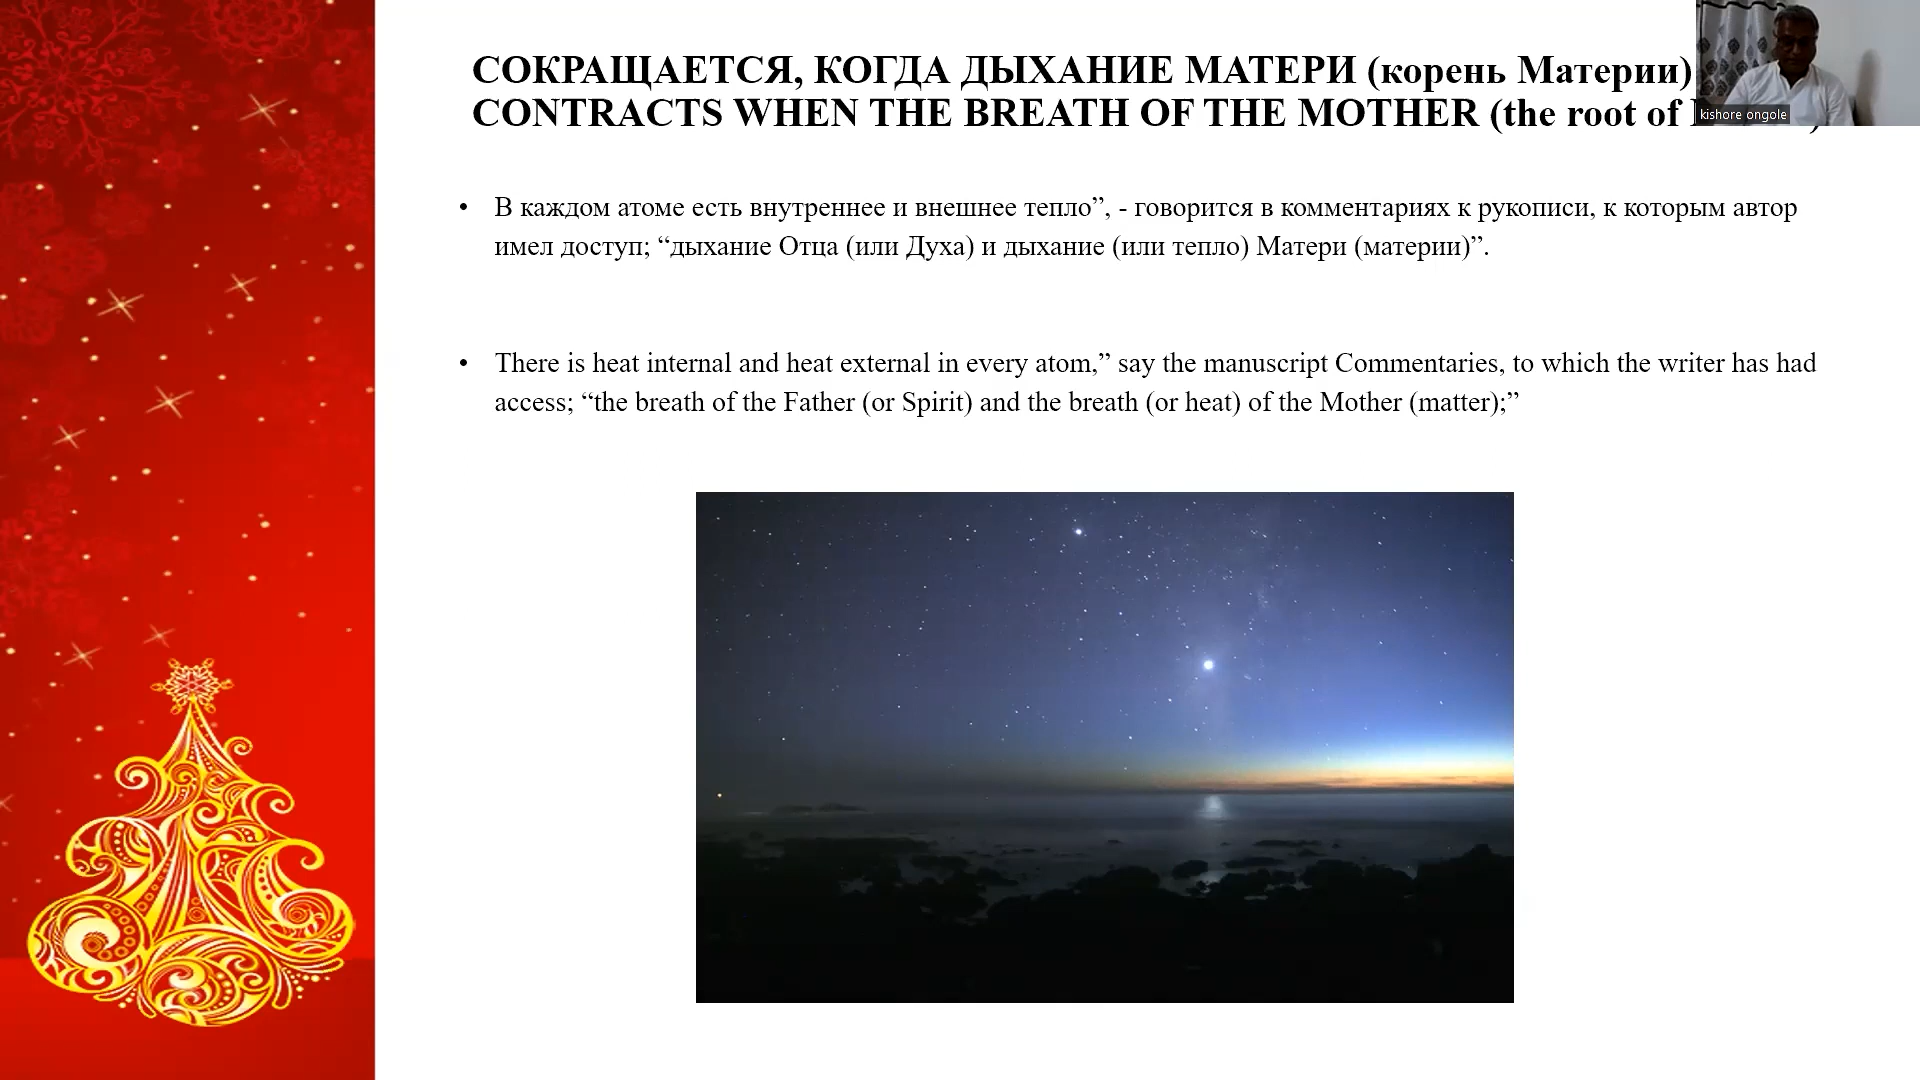 СОКРАЩАЕТСЯ, КОГДА ДЫХАНИЕ МАТЕРИ (корень Материи)
CONTRACTS WHEN THE BREATH OF THE MOTHER (the root of
kishore ongole
• В каждом атоме есть внутреннее и внешнее тепло”, - говорится в комментариях к рукописи, к которым автор
имел доступ; “дыхание Отца (или Духа) и дыхание (или тепло) Матери (материи)”.
• There is heat internal and heat external in every atom,” say the manuscript Commentaries, to which the writer has had
access; “the breath of the Father (or Spirit) and the breath (or heat) of the Mother (matter);”